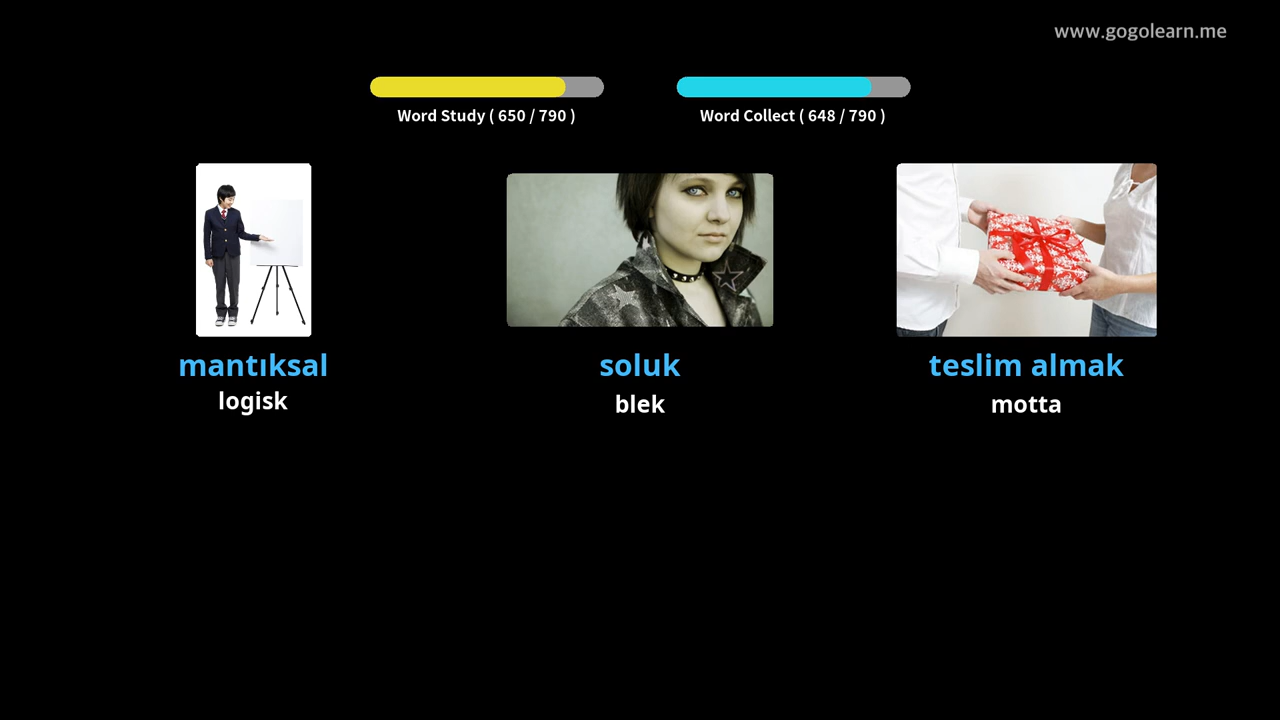 www.gogolearn.me
Word Study ( 650 / 790 )
Word Collect ( 648 / 790 )
mantıksal
logisk
soluk
blek
teslim almak
motta